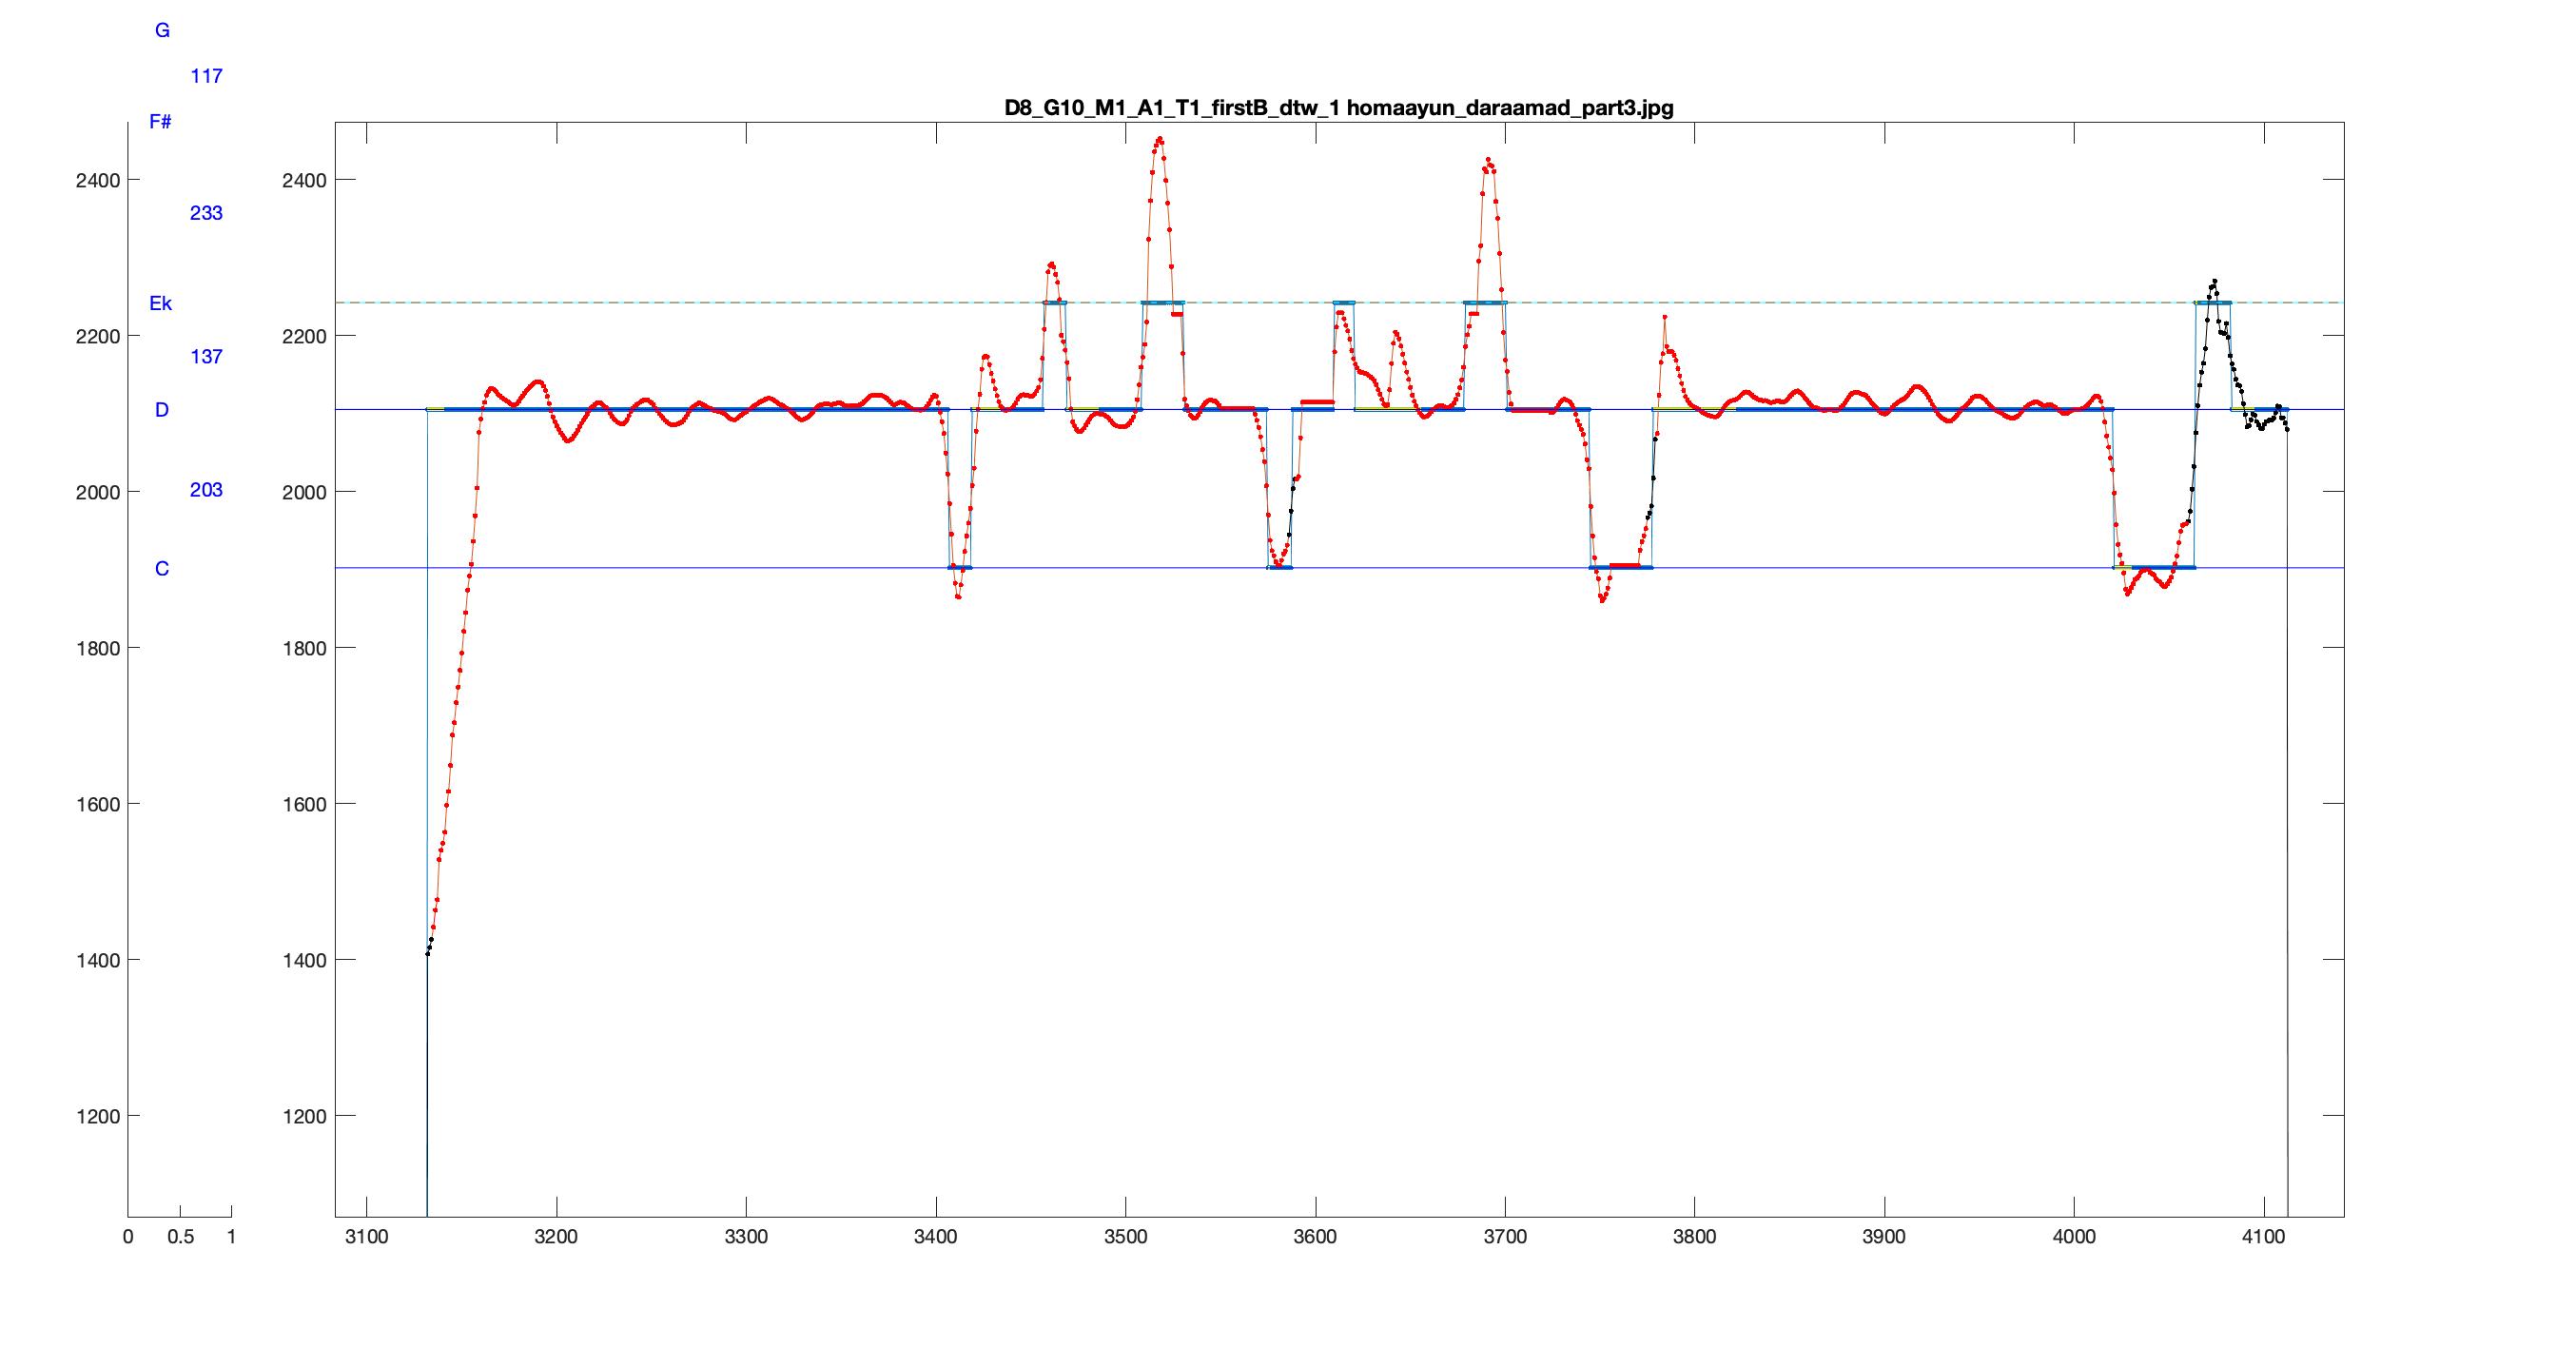 G
117
D8_G10_M1_A1_T1_firstB_dtw_1 homaayun_daraamad_part3.jpg
F#
2400 2400
233
Ek
2200 2200
137
D
2000 2000
203
C
1800 1800
1600 1600
1400 1400
1200 1200
0 0.5 1 3100 3200 3300 3400 3500 3600 3700 3800 3900 4000 4100